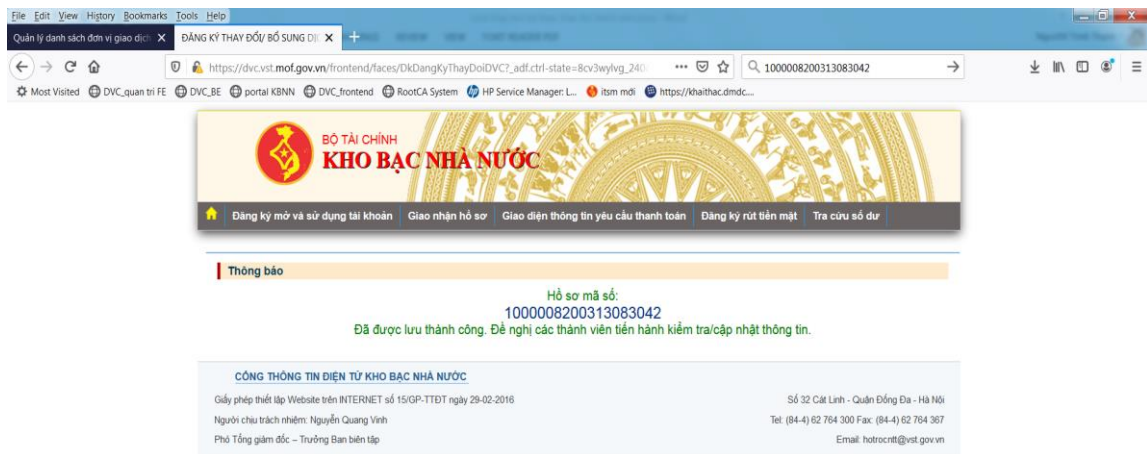 File Edit View History Bookmarks Tools Help
Quản lý danh sách đơn vị giao dịch
ĐĂNG KÝ THAY ĐỔI/ BỔ SUNG DỊC
https://dvc.vst.mof.gov.vn/frontend/faces/DkDangKyThayDoiDVC?_adf.ctrl-state=8cv3wylvg_240
1000008200313083042
Most Visited DVC_quan tri FE DVC_BE portal KBNN DVC_frontend RootCA System HP Service Manager: L... itsm mới https://khaithac.dmdc....
BỘ TÀI CHÍNH
KHO BẠC NHÀ NƯỚC
Đăng ký mở và sử dụng tài khoản Giao nhận hồ sơ Giao diện thông tin yêu cầu thanh toán Đăng ký rút tiền mặt Tra cứu số dư
Thông báo
Hồ sơ mã số:
1000008200313083042
Đã được lưu thành công. Đề nghị các thành viên tiến hành kiểm tra/cập nhật thông tin.
CỔNG THÔNG TIN ĐIỆN TỬ KHO BẠC NHÀ NƯỚC
Giấy phép thiết lập Website trên INTERNET số 15/GP-TTĐT ngày 29-02-2016
Số 32 Cát Linh - Quận Đống Đa - Hà Nội
Người chịu trách nhiệm: Nguyễn Quang Vinh
Tel: (84-4) 62 764 300 Fax: (84-4) 62 764 367
Phó Tổng giám đốc – Trưởng Ban biên tập
Email: hotrocntt@vst.gov.vn